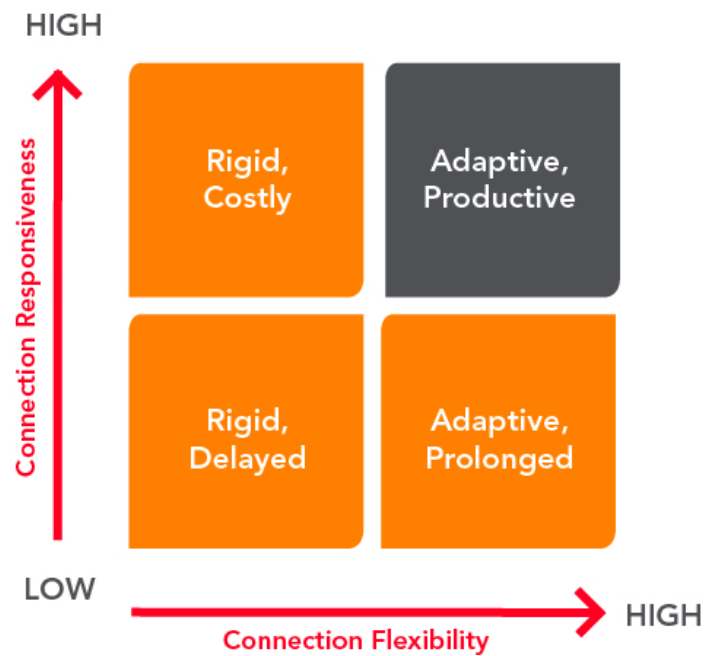 HIGH
Connection Responsiveness
Rigid,
Costly
Adaptive,
Productive
Rigid,
Delayed
Adaptive,
Prolonged
LOW
HIGH
Connection Flexibility